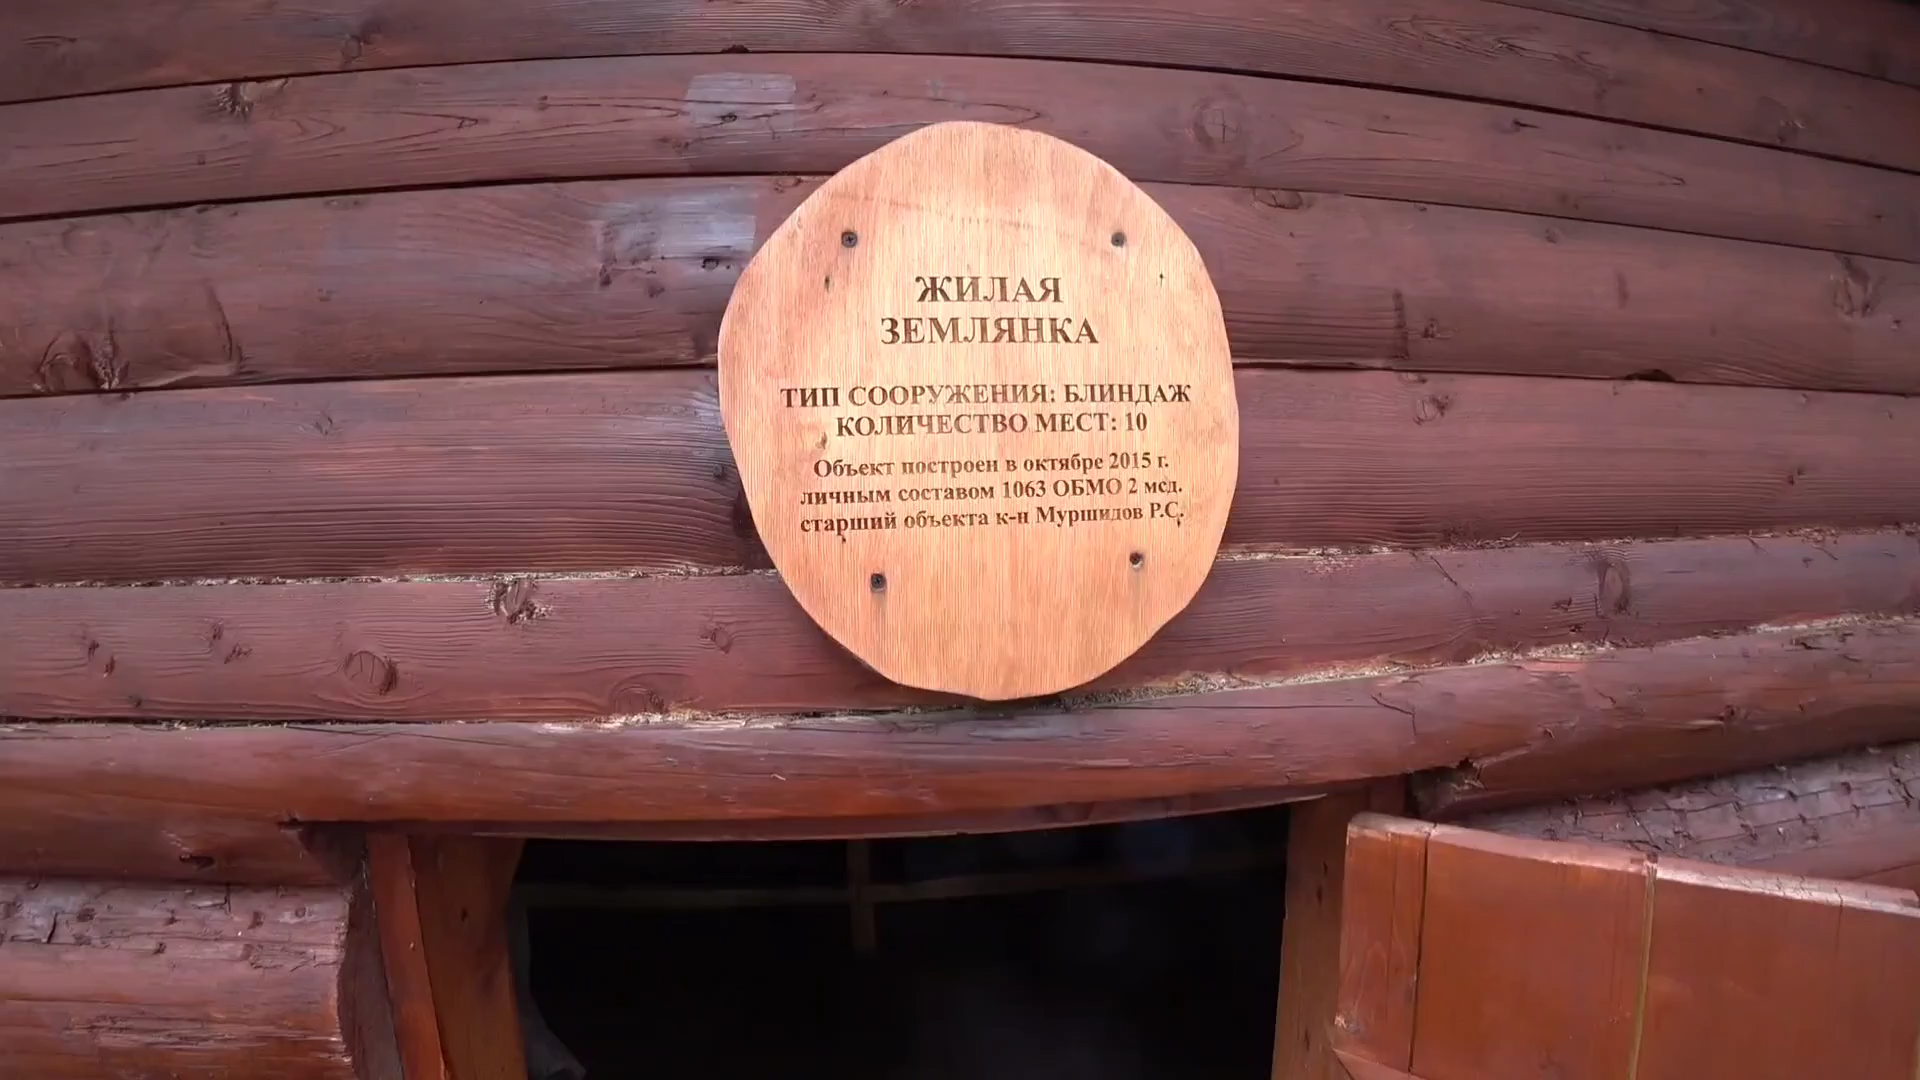 ЖИЛАЯ
ЗЕМЛЯНКА
ТИП СООРУЖЕНИЯ: БЛИНДАЖ
КОЛИЧЕСТВО МЕСТ: 10
Объект построен в октябре 2015 г.
личным составом 1063 ОБМО 2 мсд.
старший объекта к-н Муршидов Р.С.